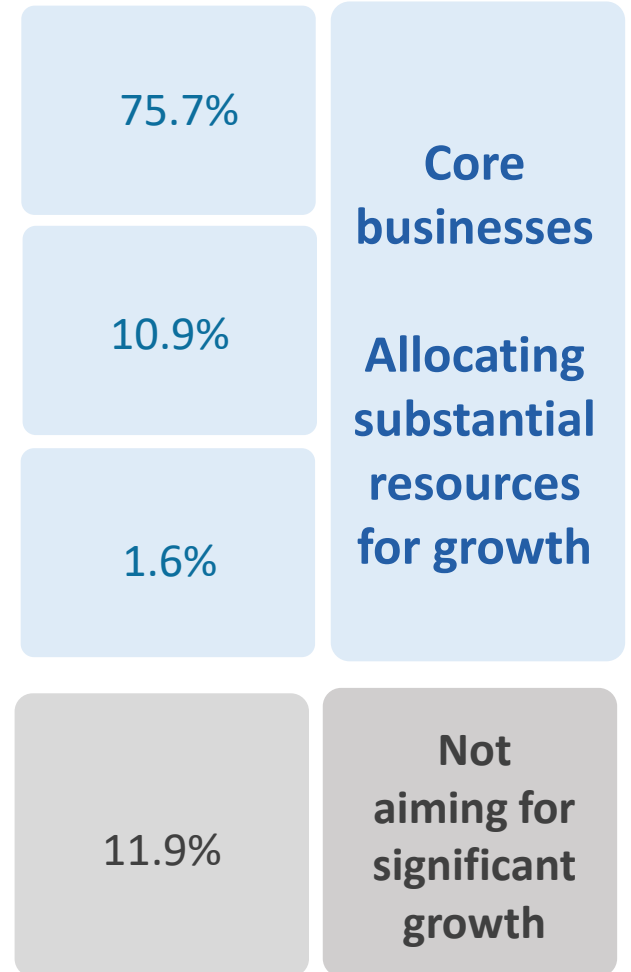 75.7%
10.9%
1.6%
Core
businesses
Allocating
substantial
resources
for growth
11.9%
Not
aiming for
significant
growth